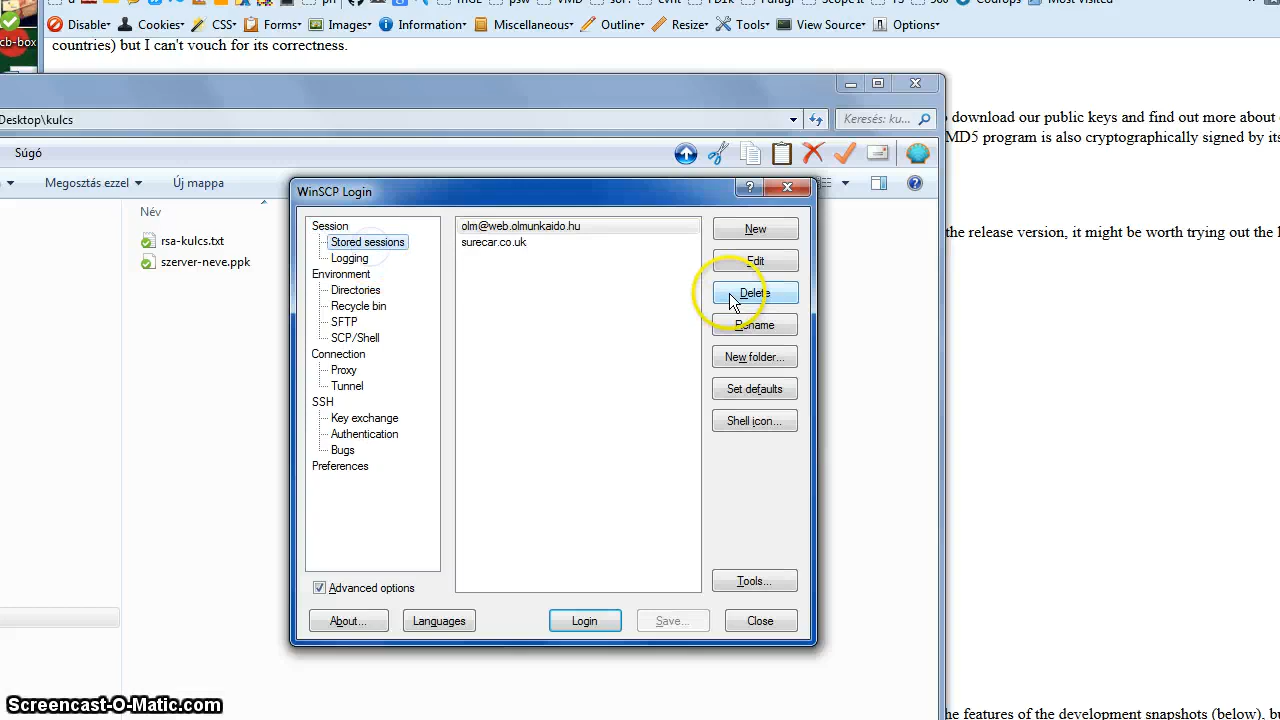 Disable▾ Cookies▾ CSS▾ Forms▾ Images▾ Information▾ Miscellaneous▾ Outline▾ Resize▾ Tools▾ View Source▾ Options▾
cb-box
countries) but I can't vouch for its correctness.
Desktop\kulcs
Keresés: ku...
download our public keys and find out more about
MD5 program is also cryptographically signed by its
Súgó
Megosztás ezzel
Új mappa
WinSCP Login
Név
rsa-kulcs.txt
szerver-neve.ppk
the release version, it might be worth trying out the
Session
Stored sessions
Logging
Environment
Directories
Recycle bin
SFTP
SCP/Shell
Connection
Proxy
Tunnel
SSH
Key exchange
Authentication
Bugs
Preferences
olm@web.olmunkaido.hu
surecar.co.uk
New
Edit
Delete
Rename
New folder...
Set defaults
Shell icon...
Tools...
Advanced options
About...
Languages
Login
Save...
Close
Screencast-O-Matic.com
the features of the development snapshots (below),